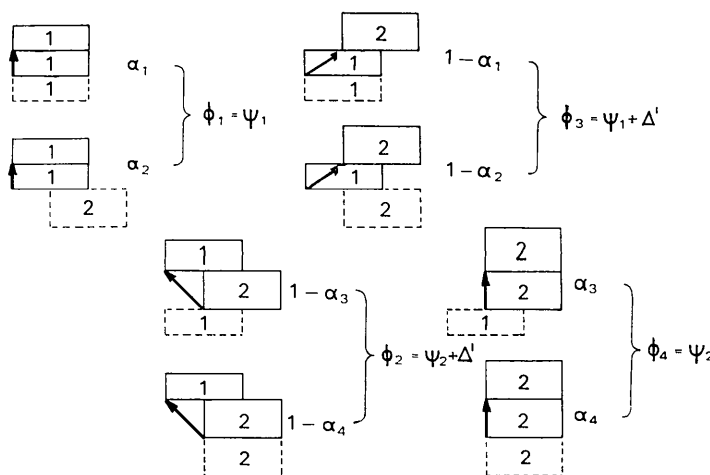 1
1 α₁
1
ϕ₁ = ψ₁
1
1 α₂
2
2
1 1 − α₁
1
ϕ₃ = ψ₁ + Δ'
2
1 1 − α₂
2
1
2 1 − α₃
1
ϕ₂ = ψ₂ + Δ'
1
2 1 − α₄
2
2
2 α₃
1
ϕ₄ = ψ₂
2
2 α₄
2